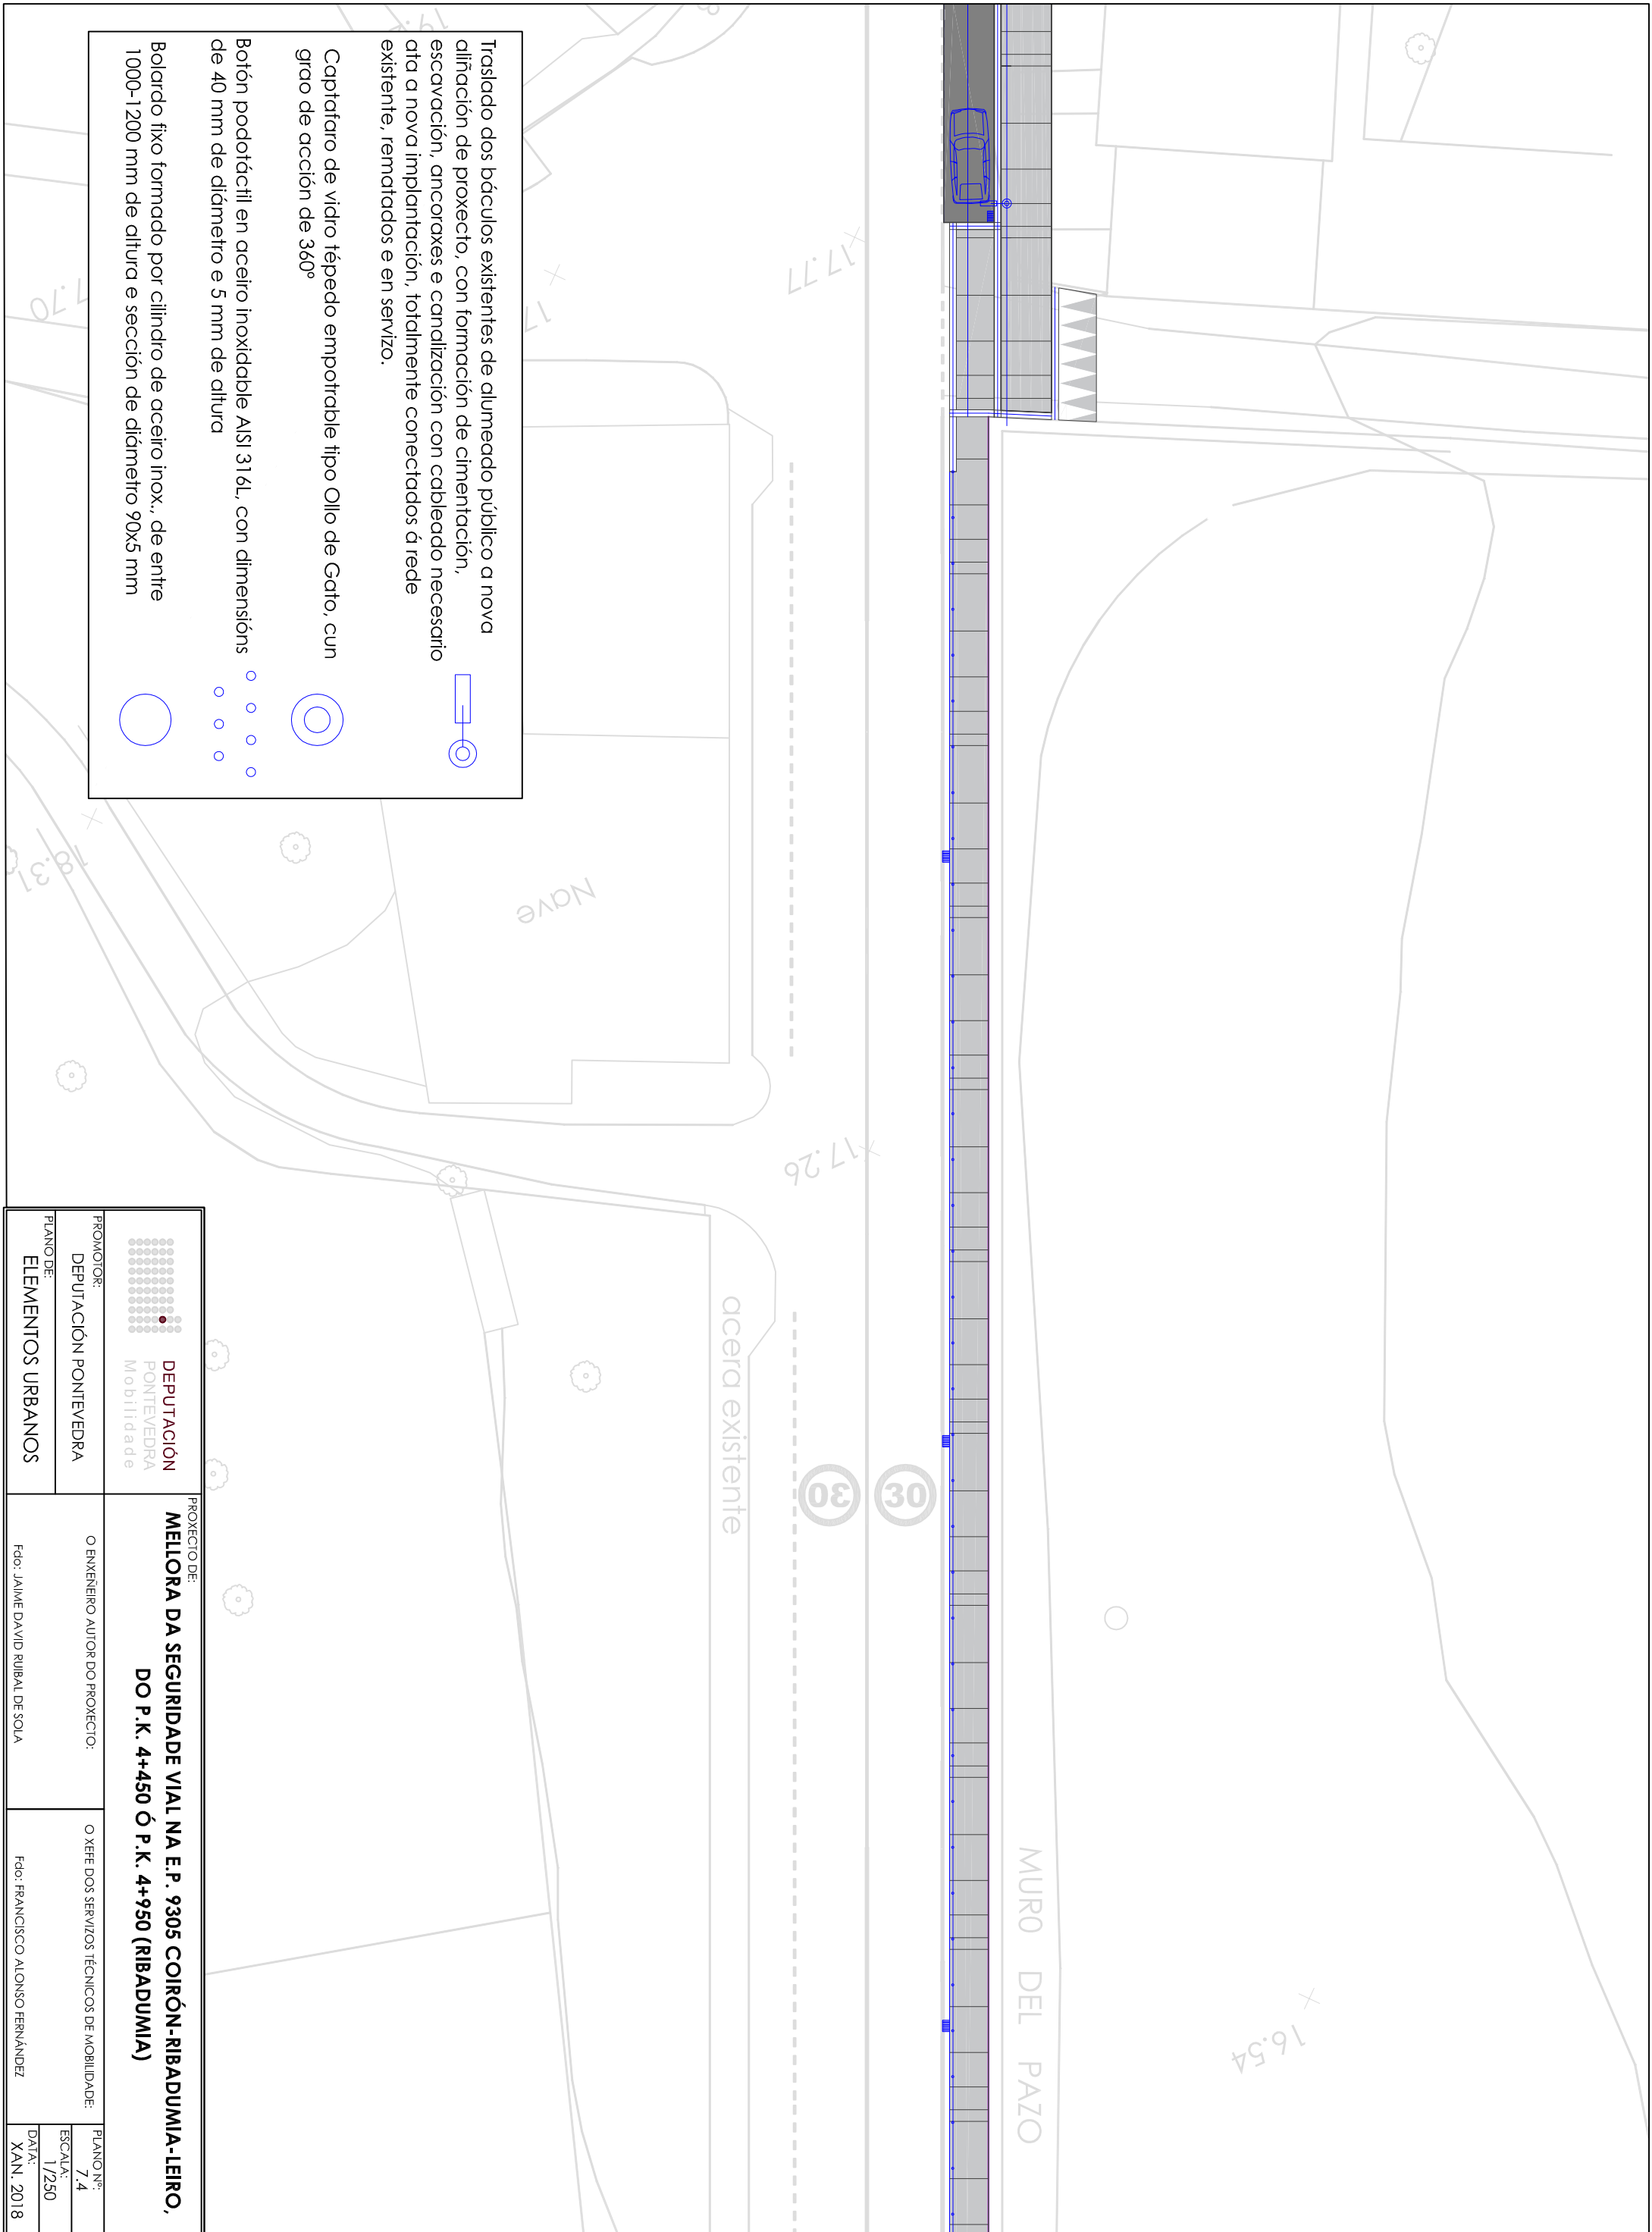 Traslado dos báculos existentes de alumeado público a nova
aliñación de proxecto, con formación de cimentación,
escavación, ancoraxes e canalización con cableado necesario
ata a nova implantación, totalmente conectados á rede
existente, rematados e en servizo.
Captafaro de vidro tépedo empotrable tipo Ollo de Gato, cun
grao de acción de 360º
Botón podotáctil en aceiro inoxidable AISI 316L, con dimensións
de 40 mm de diámetro e 5 mm de altura
Bolardo fixo formado por cilindro de aceiro inox., de entre
1000-1200 mm de altura e sección de diámetro 90x5 mm
17.77
18.31
17.26
16.54
Nave
acera existente
30
30
MURO DEL PAZO
DEPUTACIÓN
PONTEVEDRA
Mobilidade
PROMOTOR:
DEPUTACIÓN PONTEVEDRA
PLANO DE:
ELEMENTOS URBANOS
PROXECTO DE:
MELLORA DA SEGURIDADE VIAL NA E.P. 9305 COIRÓN-RIBADUMIA-LEIRO,
DO P.K. 4+450 Ó P.K. 4+950 (RIBADUMIA)
O ENXEÑEIRO AUTOR DO PROXECTO:
Fdo: JAIME DAVID RUIBAL DE SOLA
O XEFE DOS SERVIZOS TÉCNICOS DE MOBILIDADE:
Fdo: FRANCISCO ALONSO FERNÁNDEZ
PLANO Nº:
7.4
ESCALA:
1/250
DATA:
XAN. 2018